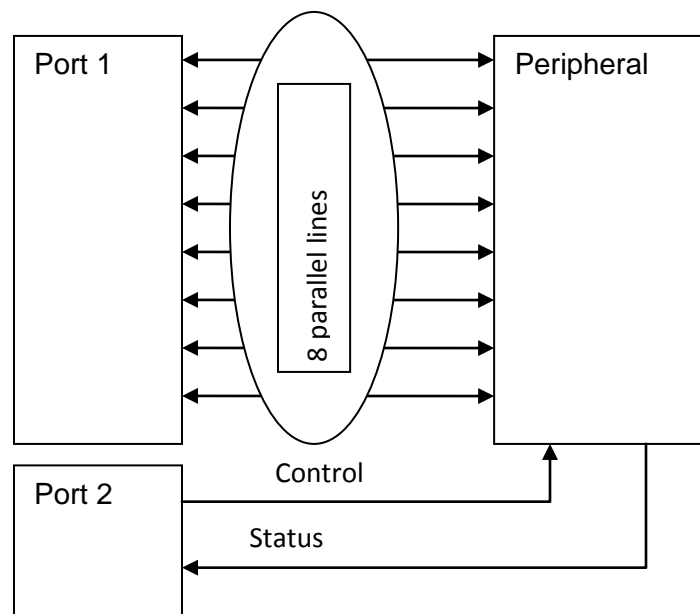 Port 1
Peripheral
8 parallel lines
Port 2
Control
Status